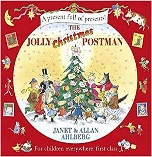 A present full of presents!
THE
JOLLY Christmas
POSTMAN
JANET & ALLAN
AHLBERG
For children everywhere, first class